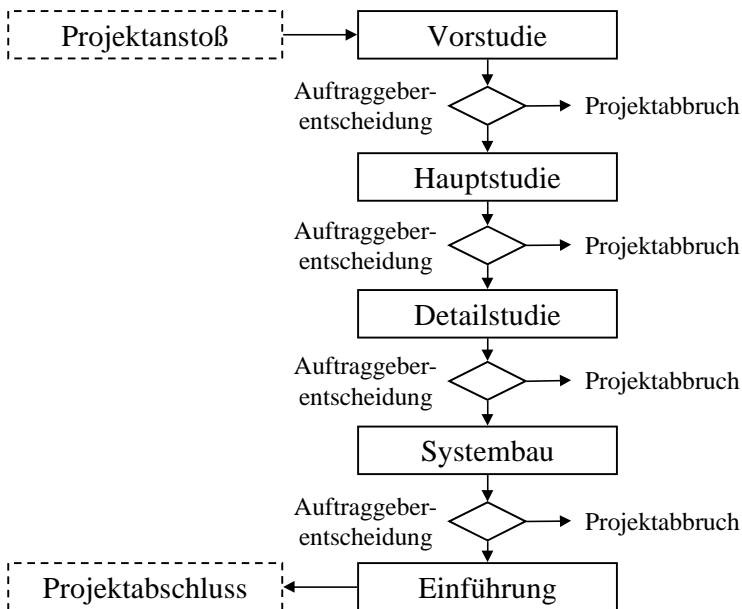 Projektanstoß
Vorstudie
Auftraggeber-
entscheidung
Projektabbruch
Hauptstudie
Auftraggeber-
entscheidung
Projektabbruch
Detailstudie
Auftraggeber-
entscheidung
Projektabbruch
Systembau
Auftraggeber-
entscheidung
Projektabbruch
Projektabschluss
Einführung